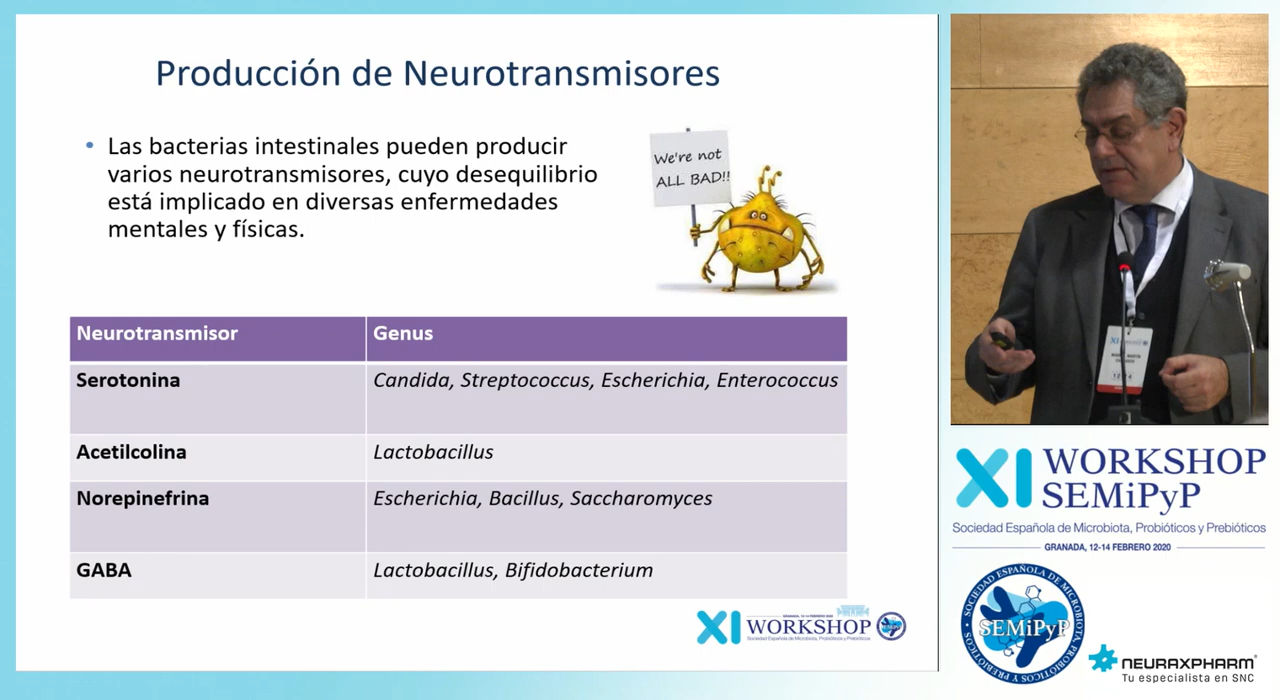 Producción de Neurotransmisores
• Las bacterias intestinales pueden producir
varios neurotransmisores, cuyo desequilibrio
está implicado en diversas enfermedades
mentales y físicas.
We're not
ALL BAD!!
Neurotransmisor Genus
Serotonina Candida, Streptococcus, Escherichia, Enterococcus
Acetilcolina Lactobacillus
Norepinefrina Escherichia, Bacillus, Saccharomyces
GABA Lactobacillus, Bifidobacterium
XI WORKSHOP
Sociedad Española de Microbiota, Probióticos y Prebióticos
XI WORKSHOP
SEMiPyP
Sociedad Española de Microbiota, Probióticos y Prebióticos
GRANADA, 12-14 FEBRERO 2020
SOCIEDAD ESPAÑOLA DE MICROBIOTA, PROBIÓTICOS Y PREBIÓTICOS
SEMiPyP
NEURAXPHARM
Tu especialista en SNC